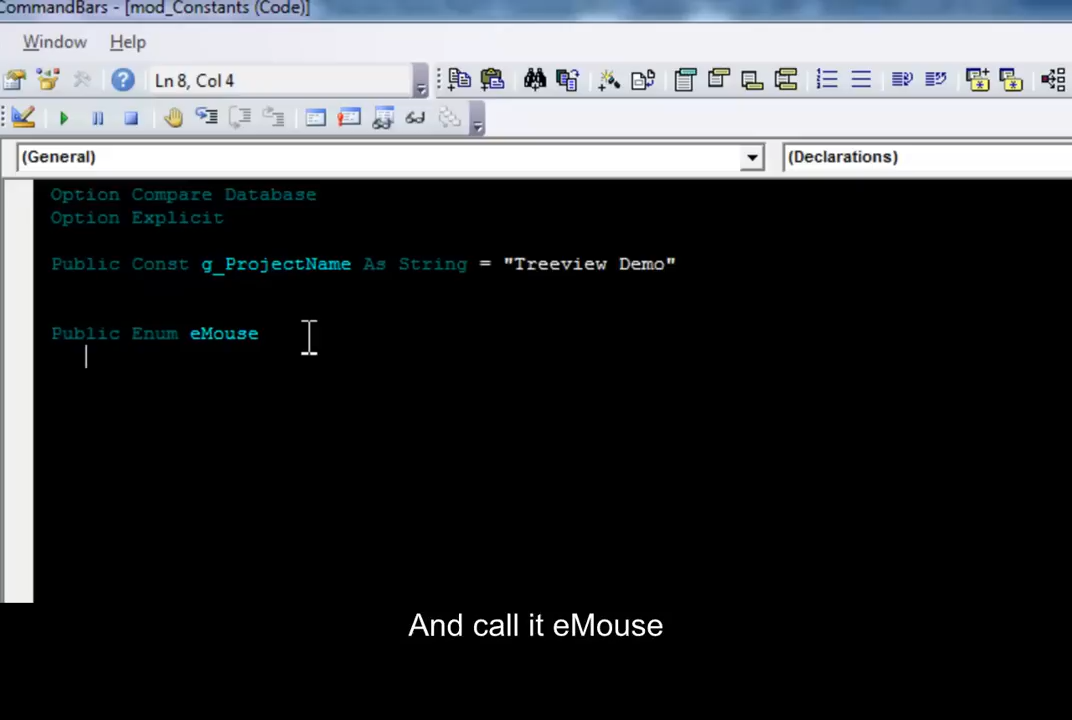 CommandBars - [mod_Constants (Code)]
Window Help
Ln 8, Col 4
(General) (Declarations)
Option Compare Database
Option Explicit
Public Const g_ProjectName As String = "Treeview Demo"
Public Enum eMouse
And call it eMouse